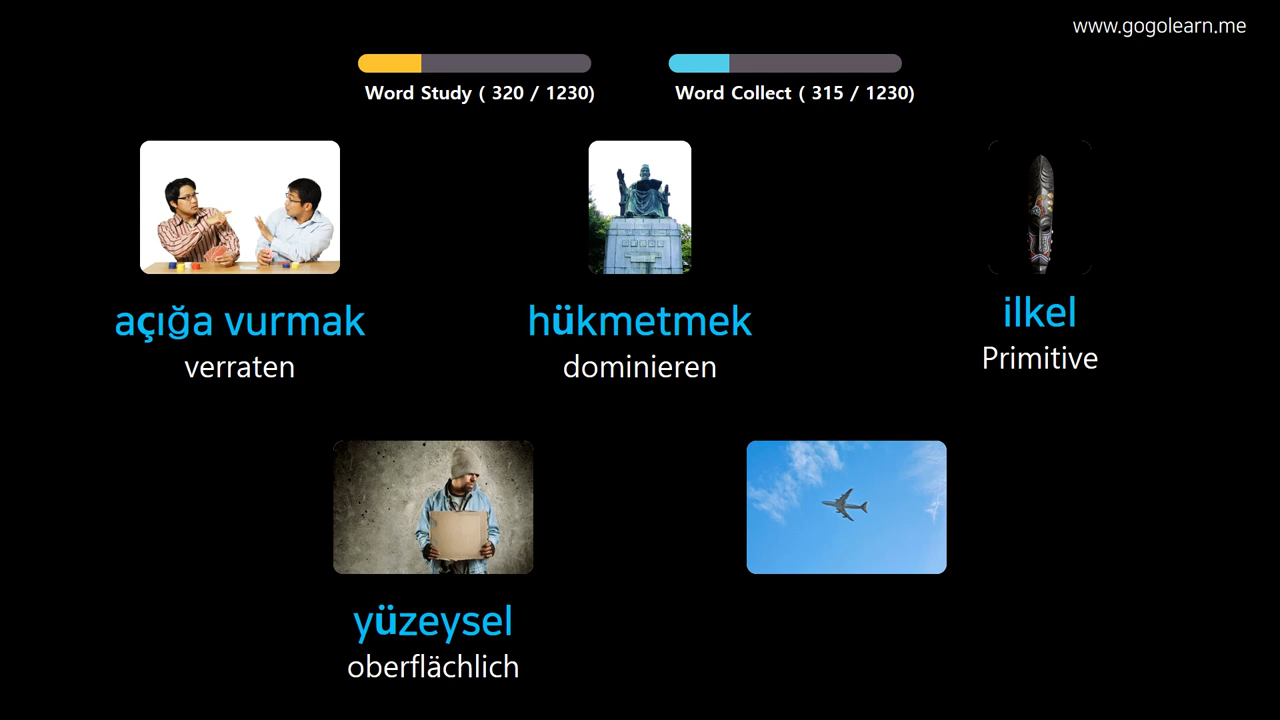 www.gogolearn.me
Word Study ( 320 / 1230)
Word Collect ( 315 / 1230)
açığa vurmak
verraten
hükmetmek
dominieren
ilkel
Primitive
yüzeysel
oberflächlich